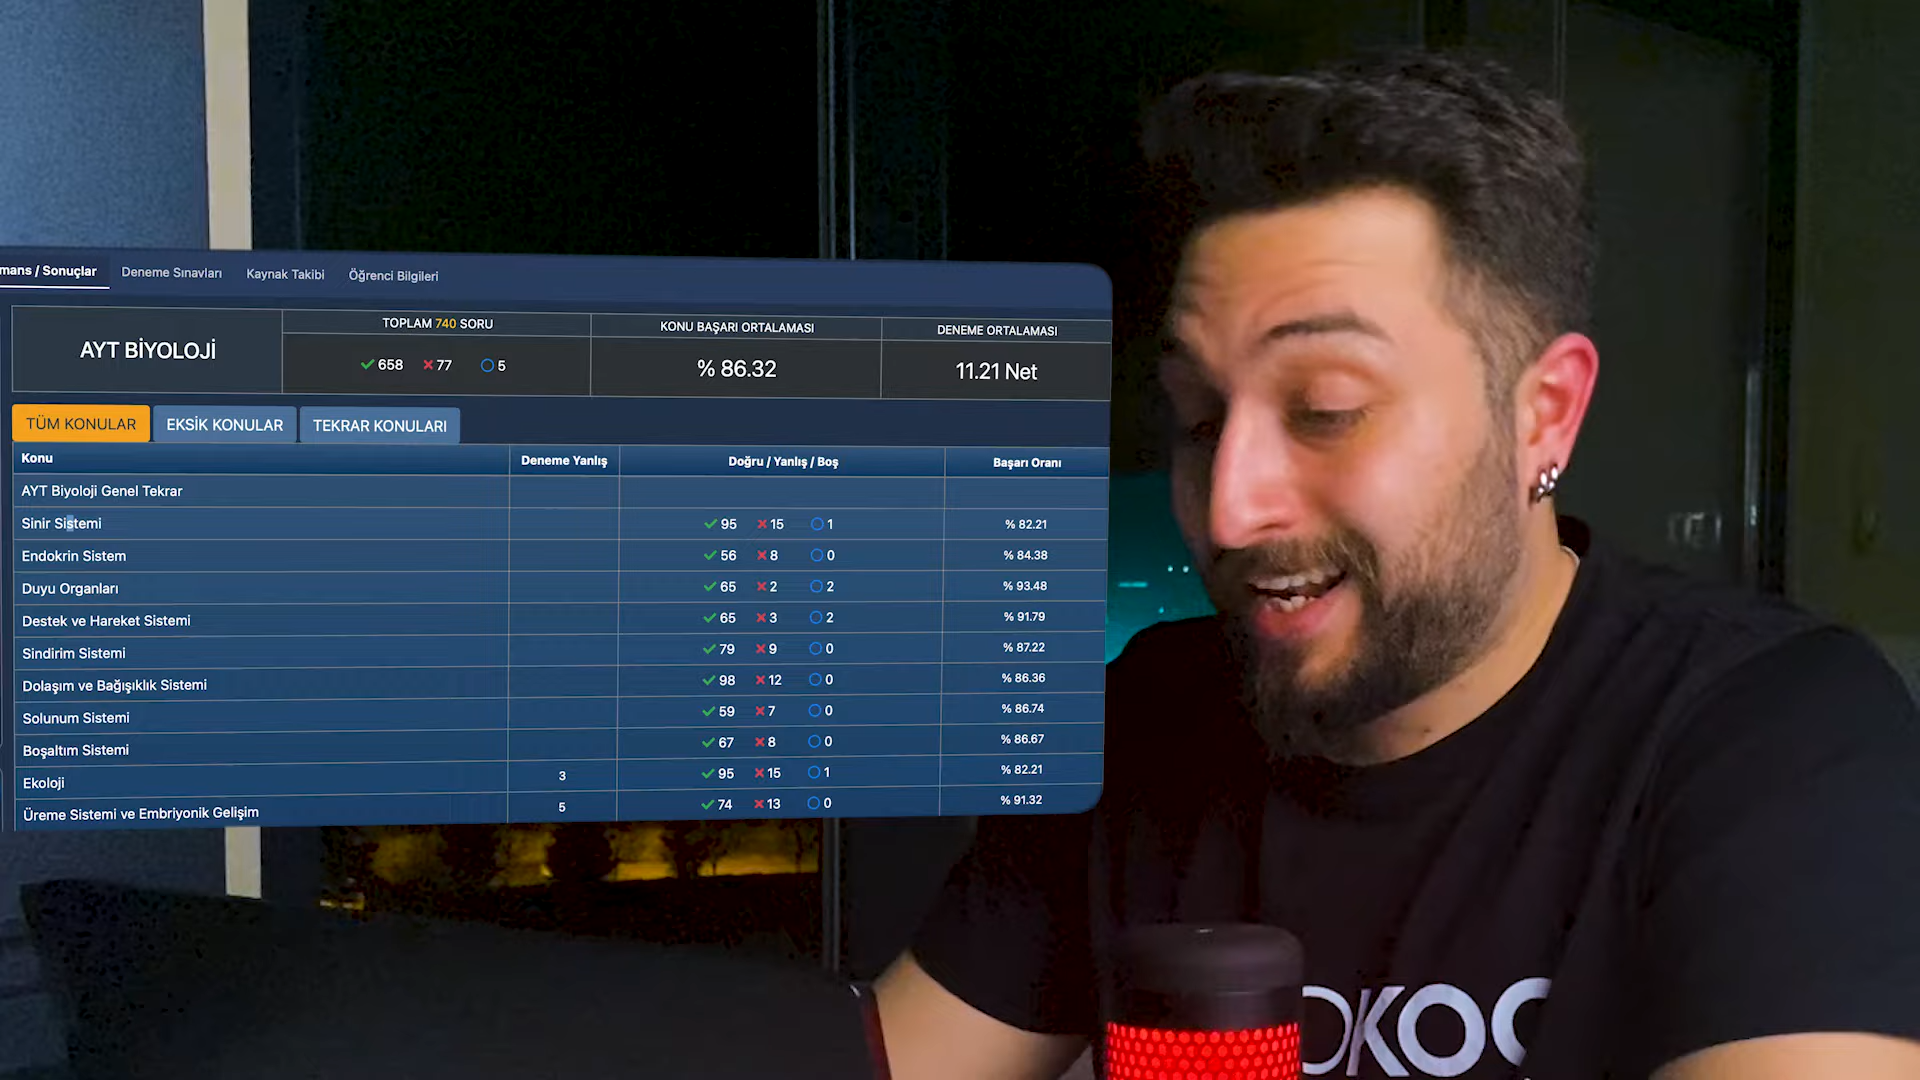 mans / Sonuçlar Deneme Sınavları Kaynak Takibi Öğrenci Bilgileri
AYT BİYOLOJİ
TOPLAM 740 SORU
658 77 5
KONU BAŞARI ORTALAMASI
% 86.32
DENEME ORTALAMASI
11.21 Net
TÜM KONULAR EKSİK KONULAR TEKRAR KONULARI
Konu Deneme Yanlış Doğru / Yanlış / Boş Başarı Oranı
AYT Biyoloji Genel Tekrar
Sinir Sistemi 95 15 1 % 82.21
Endokrin Sistem 56 8 0 % 84.38
Duyu Organları 65 2 2 % 93.48
Destek ve Hareket Sistemi 65 3 2 % 91.79
Sindirim Sistemi 79 9 0 % 87.22
Dolaşım ve Bağışıklık Sistemi 98 12 0 % 86.36
Solunum Sistemi 59 7 0 % 86.74
Boşaltım Sistemi 67 8 0 % 86.67
Ekoloji 3 95 15 1 % 82.21
Üreme Sistemi ve Embriyonik Gelişim 5 74 13 0 % 91.32